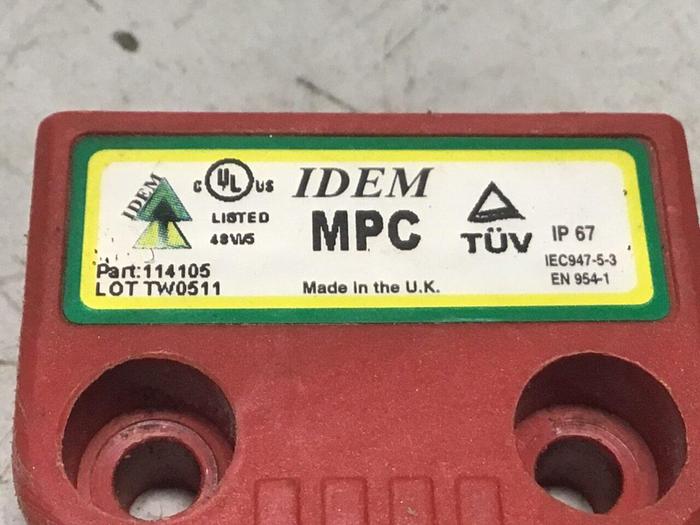 IDEM
C UL US
LISTED
48W5
Part:114105
LOT TW0511
IDEM
MPC
Made in the U.K.
TÜV
IP 67
IEC947-5-3
EN 954-1